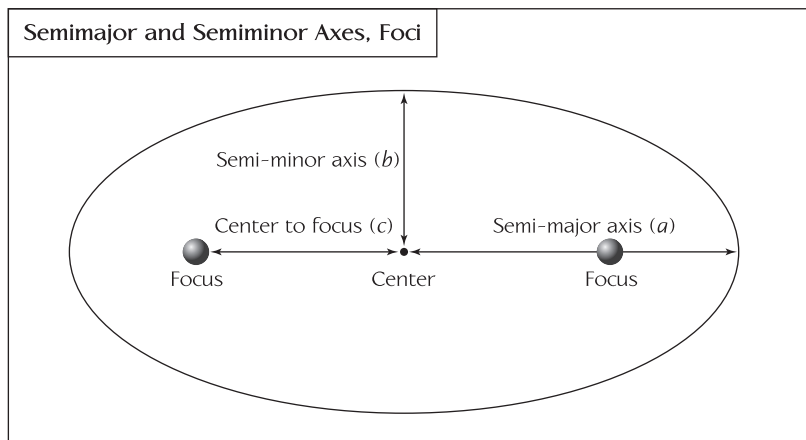 Semimajor and Semiminor Axes, Foci
Semi-minor axis (b)
Center to focus (c)
Semi-major axis (a)
Focus
Center
Focus